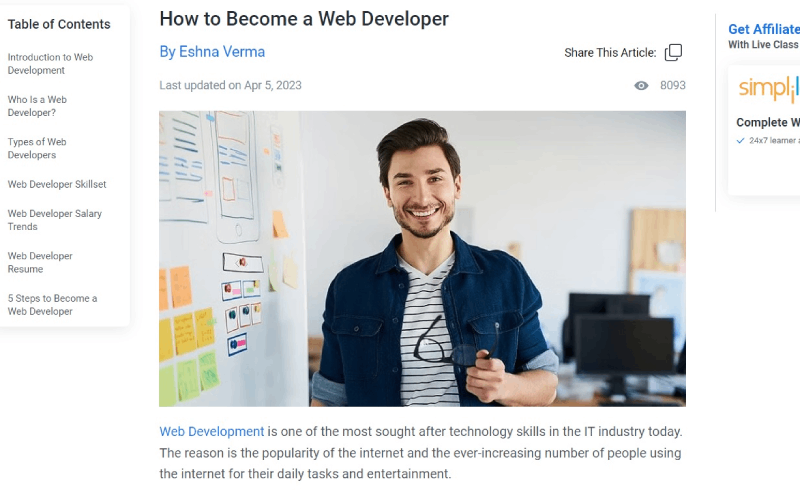 Table of Contents
Introduction to Web
Development
Who Is a Web
Developer?
Types of Web
Developers
Web Developer Skillset
Web Developer Salary
Trends
Web Developer
Resume
5 Steps to Become a
Web Developer
How to Become a Web Developer
By Eshna Verma
Share This Article:
Last updated on Apr 5, 2023
8093
Web Development is one of the most sought after technology skills in the IT industry today.
The reason is the popularity of the internet and the ever-increasing number of people using
the internet for their daily tasks and entertainment.
Get Affiliate
With Live Class
simplil
Complete W
24x7 learner a